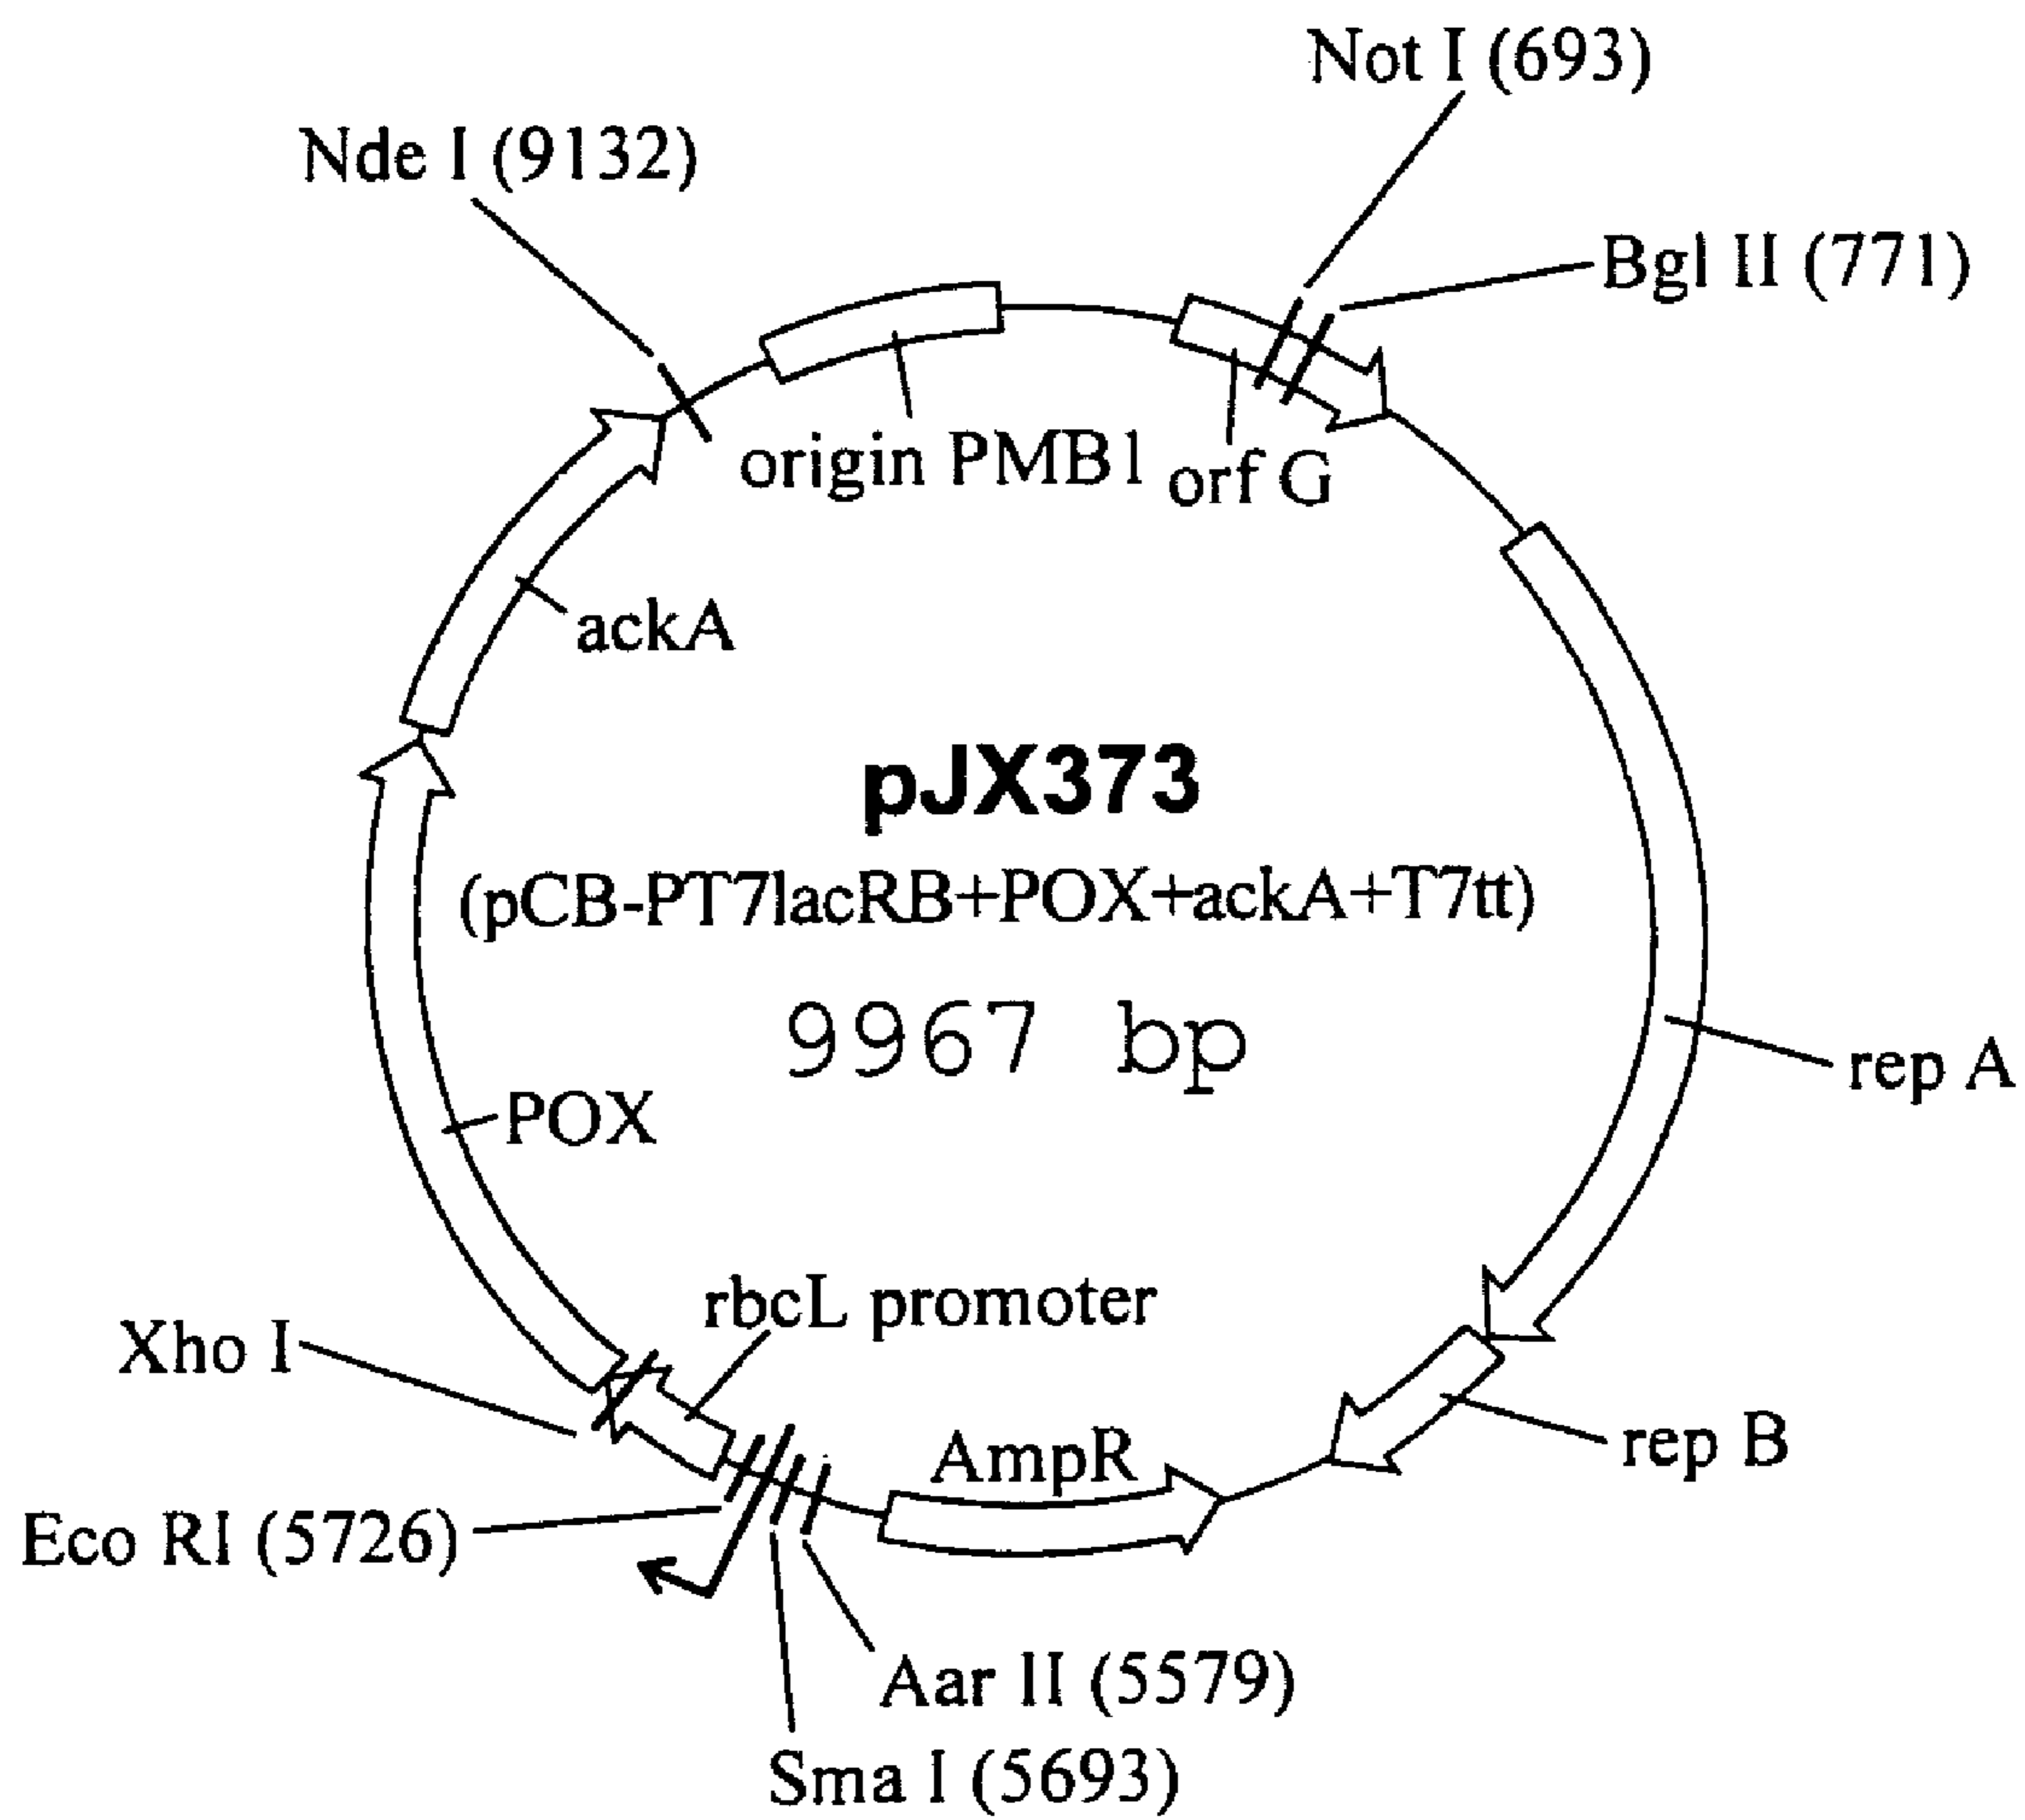 Not I (693)
Nde I (9132)
Bgl II (771)
origin PMB1
orf G
ackA
pJX373
(pCB-PT7lacRB+POX+ackA+T7tt)
9967 bp
rep A
POX
rbcL promoter
Xho I
AmpR
rep B
Eco RI (5726)
Aar II (5579)
Sma I (5693)